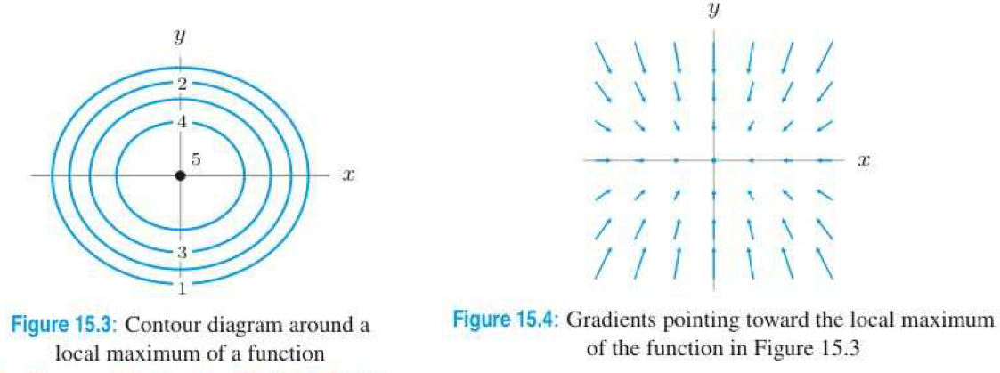 y
2
4
5
x
3
1
Figure 15.3: Contour diagram around a
local maximum of a function
y
x
Figure 15.4: Gradients pointing toward the local maximum
of the function in Figure 15.3